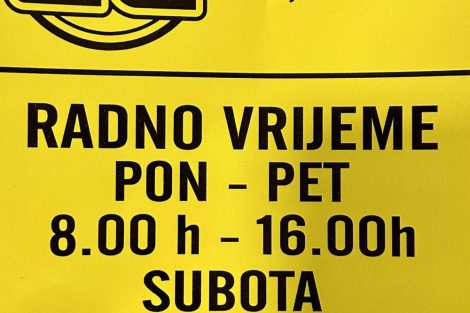 RADNO VRIJEME
PON - PET
8.00 h - 16.00h
SUBOTA